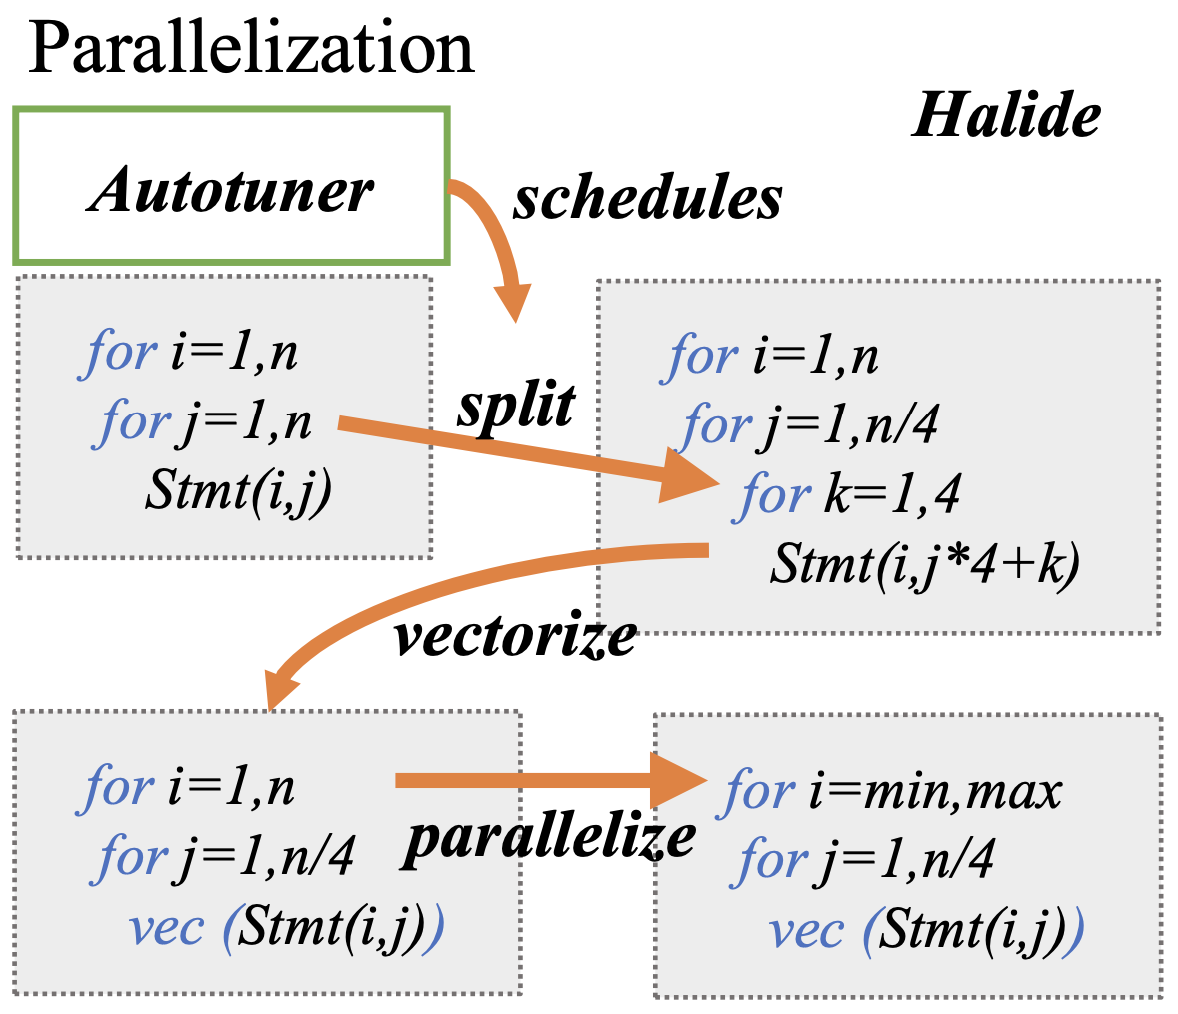 Parallelization
Halide
Autotuner
schedules
for i=1,n
for j=1,n
Stmt(i,j)
split
for i=1,n
for j=1,n/4
for k=1,4
Stmt(i,j*4+k)
vectorize
for i=1,n
for j=1,n/4
vec (Stmt(i,j))
parallelize
for i=min,max
for j=1,n/4
vec (Stmt(i,j))